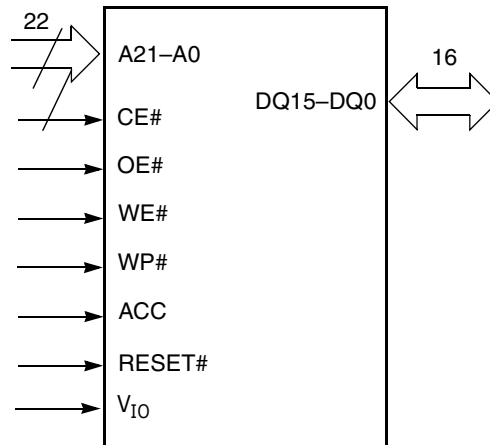 22
A21–A0
16
DQ15–DQ0
CE#
OE#
WE#
WP#
ACC
RESET#
VIO